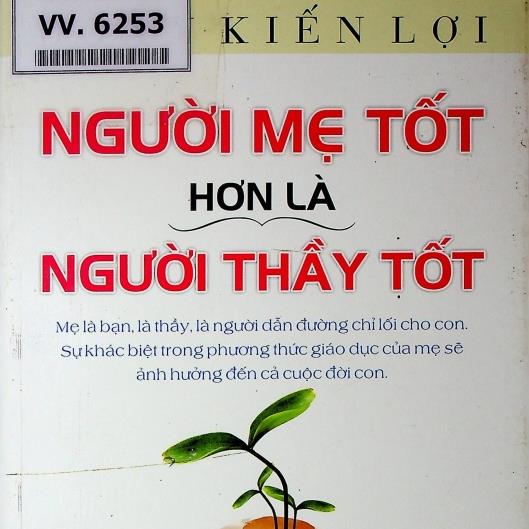 VV. 6253
KIẾN LỢI
NGƯỜI MẸ TỐT
HƠN LÀ
NGƯỜI THẦY TỐT
Mẹ là bạn, là thầy, là người dẫn đường chỉ lối cho con.
Sự khác biệt trong phương thức giáo dục của mẹ sẽ
ảnh hưởng đến cả cuộc đời con.